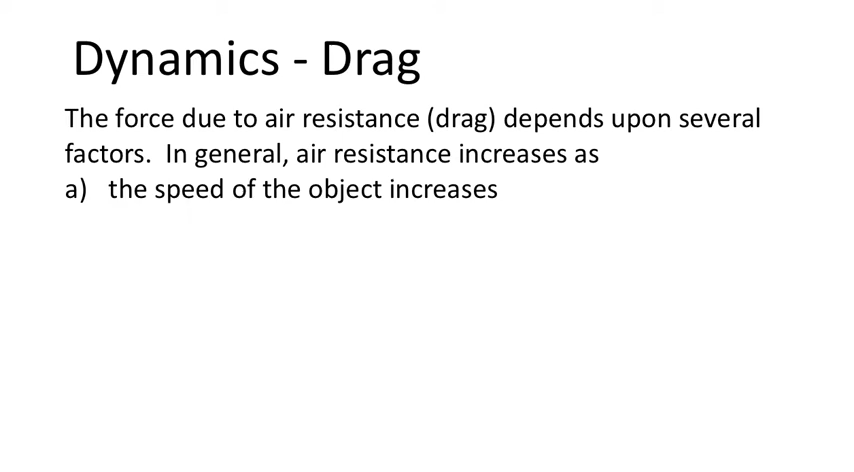 Dynamics - Drag
The force due to air resistance (drag) depends upon several
factors.  In general, air resistance increases as
a)   the speed of the object increases